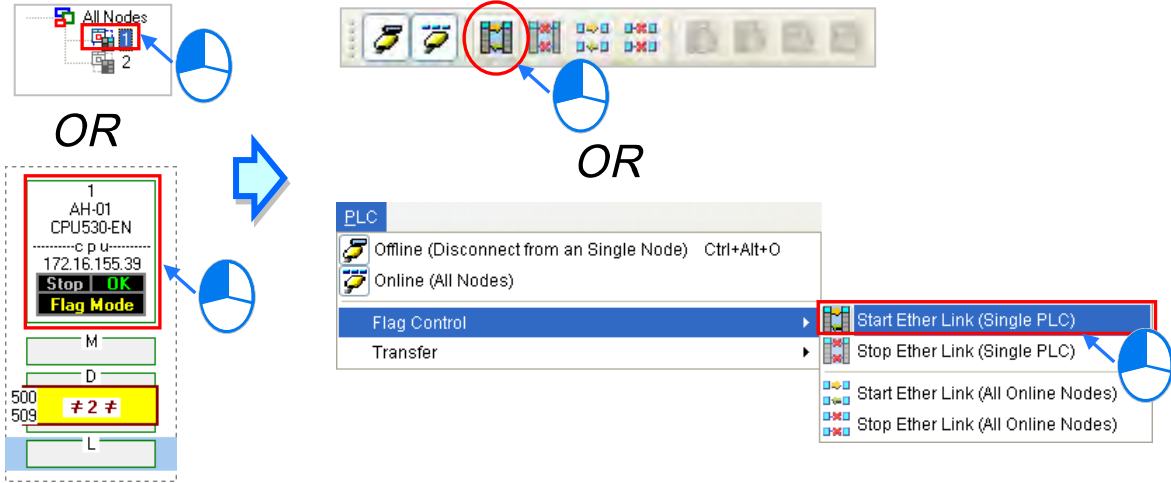 All Nodes
1
2
OR
1
AH-01
CPU530-EN
---------c p u---------
172.16.155.39
Stop OK
Flag Mode
M
D
500
509
≠ 2 ≠
L
OR
PLC
Offline (Disconnect from an Single Node) Ctrl+Alt+O
Online (All Nodes)
Flag Control
Transfer
Start Ether Link (Single PLC)
Stop Ether Link (Single PLC)
Start Ether Link (All Online Nodes)
Stop Ether Link (All Online Nodes)